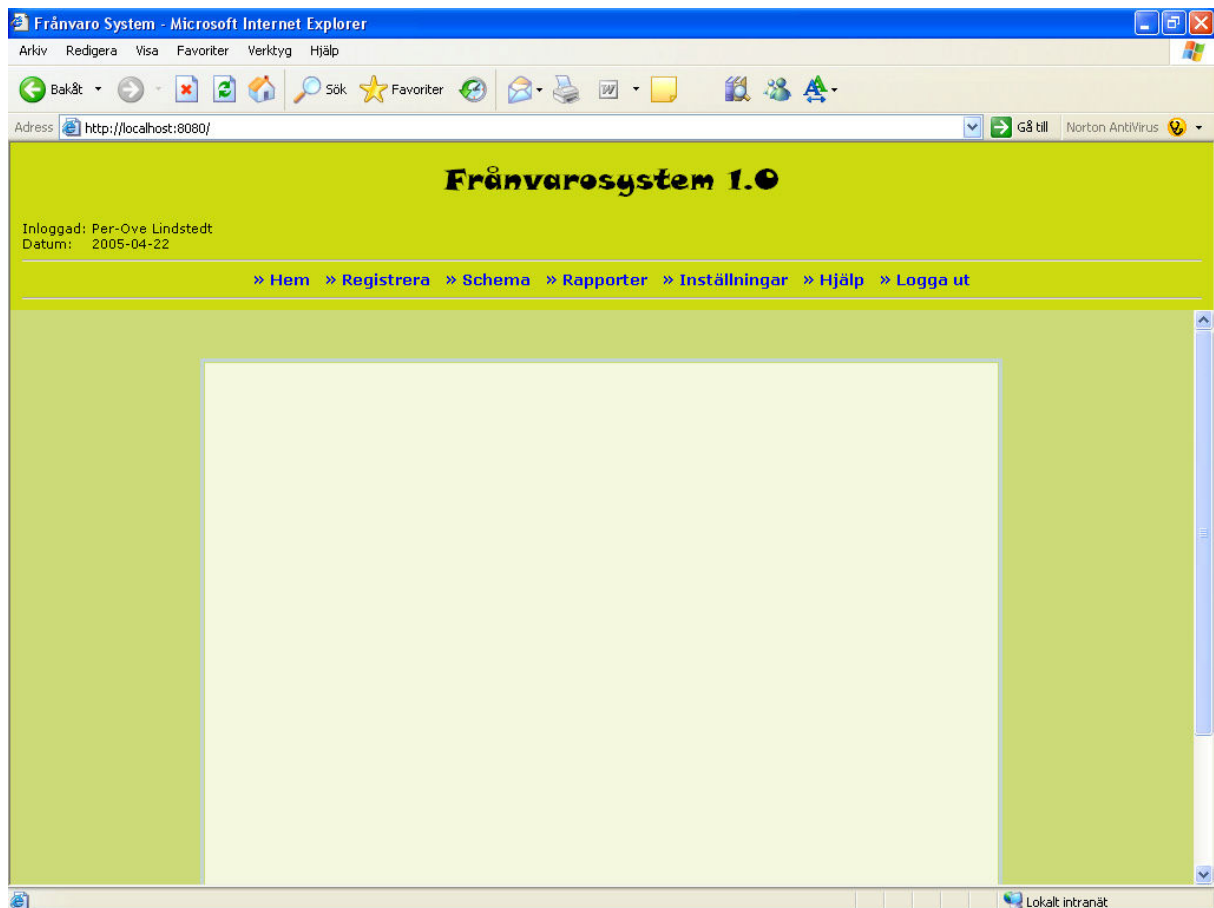 Frånvaro System - Microsoft Internet Explorer
Arkiv Redigera Visa Favoriter Verktyg Hjälp
Bakåt Sök Favoriter
Adress http://localhost:8080/ Gå till Norton AntiVirus
Frånvarosystem 1.0
Inloggad: Per-Ove Lindstedt
Datum: 2005-04-22
» Hem » Registrera » Schema » Rapporter » Inställningar » Hjälp » Logga ut
Lokalt intranät